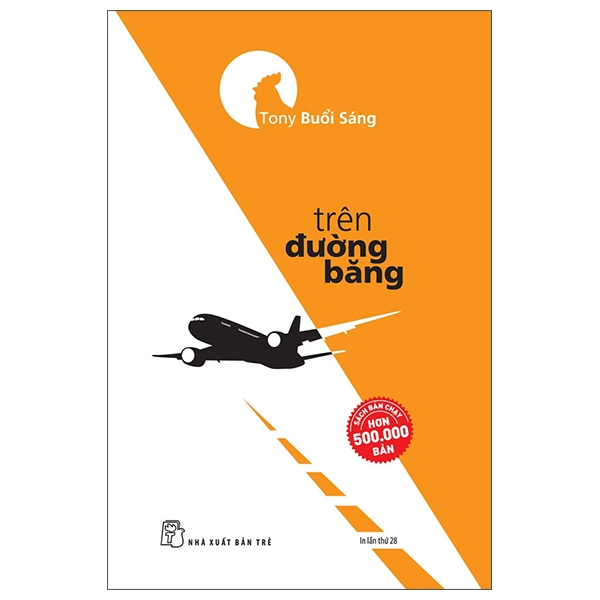 Tony Buổi Sáng
trên
đường
băng
SÁCH BÁN CHẠY
HƠN
500.000
BẢN
In lần thứ 28
NHÀ XUẤT BẢN TRẺ